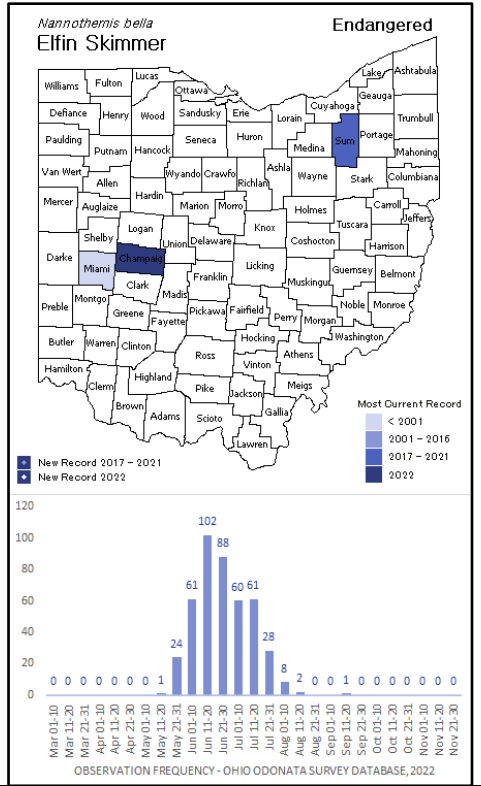 Nannothemis bella
Elfin Skimmer
Endangered
Williams
Fulton
Lucas
Ottawa
Lake
Ashtabula
Geauga
Cuyahoga
Defiance
Henry
Wood
Sandusky
Erie
Lorain
Trumbull
Paulding
Putnam
Hancock
Seneca
Huron
Medina
Sum
Portage
Mahoning
Van Wert
Allen
Wyando
Crawfo
Richlan
Ashla
Wayne
Stark
Columbiana
Mercer
Auglaize
Hardin
Marion
Morro
Holmes
Carroll
Jeffers
Tuscara
Shelby
Logan
Union
Delaware
Knox
Coshocton
Harrison
Darke
Miami
Champaig
Licking
Guernsey
Belmont
Clark
Madis
Franklin
Muskingu
Preble
Montgo
Greene
Fayette
Pickawa
Fairfield
Perry
Morgan
Noble
Monroe
Butler
Warren
Clinton
Hocking
Washington
Ross
Athens
Vinton
Hamilton
Clerm
Highland
Pike
Jackson
Meigs
Brown
Adams
Scioto
Gallia
Lawren
Most Current Record
< 2001
2001 - 2016
2017 - 2021
2022
New Record 2017 - 2021
New Record 2022
120
100
80
60
40
20
0
0 0 0 0 0 0 0 1 24 61 102 88 60 61 28 8 2 0 0 1 0 0 0 0 0 0
Mar 01-10
Mar 11-20
Mar 21-31
Apr 01-10
Apr 11-20
Apr 21-30
May 01-10
May 11-20
May 21-31
Jun 01-10
Jun 11-20
Jun 21-30
Jul 01-10
Jul 11-20
Jul 21-31
Aug 01-10
Aug 11-20
Aug 21-31
Sep 01-10
Sep 11-20
Sep 21-30
Oct 01-10
Oct 11-20
Oct 21-31
Nov 01-10
Nov 11-20
Nov 21-30
OBSERVATION FREQUENCY - OHIO ODONATA SURVEY DATABASE, 2022